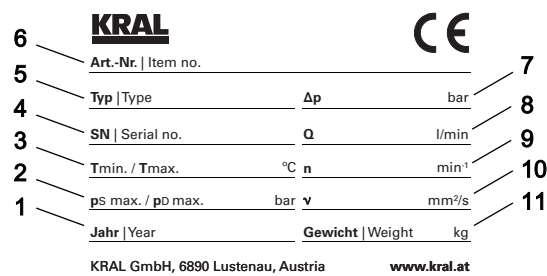 KRAL CE
6 Art.-Nr. | Item no.
5 Typ | Type Δp bar 7
4 SN | Serial no. Q l/min 8
3 Tmin. / Tmax. °C n min-¹ 9
2 pS max. / pD max. bar ν mm²/s 10
1 Jahr | Year Gewicht | Weight kg 11
KRAL GmbH, 6890 Lustenau, Austria www.kral.at